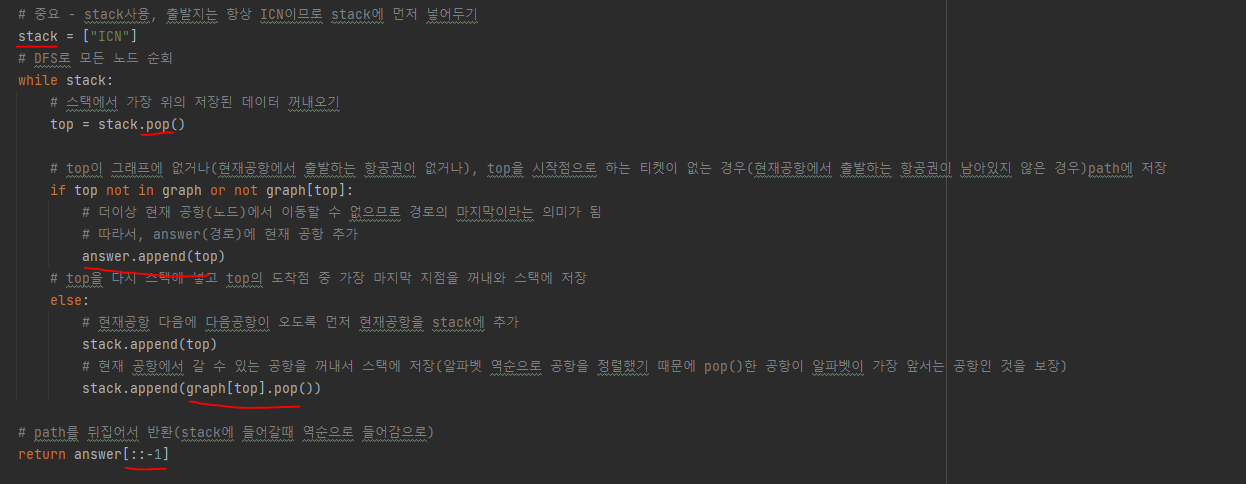 # 중요 - stack사용, 출발지는 항상 ICN이므로 stack에 먼저 넣어두기
stack = ["ICN"]
# DFS로 모든 노드 순회
while stack:
# 스택에서 가장 위의 저장된 데이터 꺼내오기
top = stack.pop()
# top이 그래프에 없거나(현재공항에서 출발하는 항공권이 없거나), top을 시작점으로 하는 티켓이 없는 경우(현재공항에서 출발하는 항공권이 남아있지 않은 경우)path에 저장
if top not in graph or not graph[top]:
# 더이상 현재 공항(노드)에서 이동할 수 없으므로 경로의 마지막이라는 의미가 됨
# 따라서, answer(경로)에 현재 공항 추가
answer.append(top)
# top을 다시 스택에 넣고 top의 도착점 중 가장 마지막 지점을 꺼내와 스택에 저장
else:
# 현재공항 다음에 다음공항이 오도록 먼저 현재공항을 stack에 추가
stack.append(top)
# 현재 공항에서 갈 수 있는 공항을 꺼내서 스택에 저장(알파벳 역순으로 공항을 정렬했기 때문에 pop()한 공항이 알파벳이 가장 앞서는 공항인 것을 보장)
stack.append(graph[top].pop())
# path를 뒤집어서 반환(stack에 들어갈때 역순으로 들어감으로)
return answer[::-1]